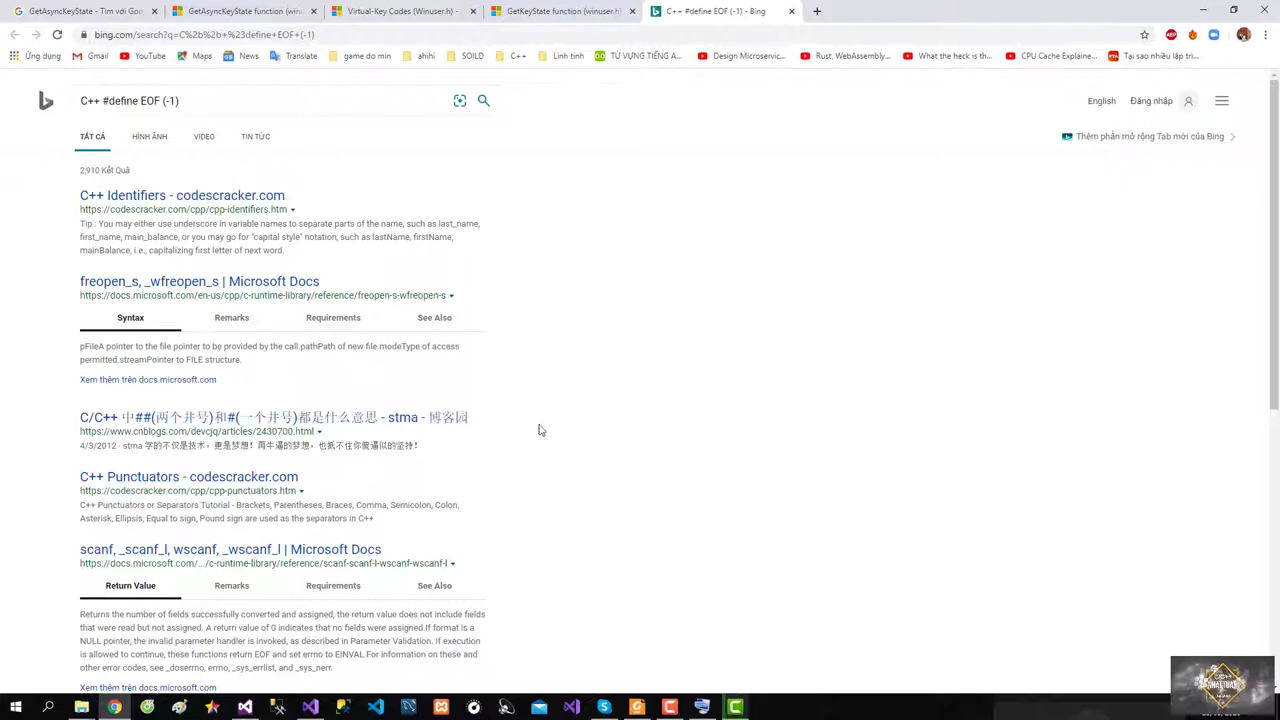 GetAsyncKeyState - Tìm với Goo
GetAsyncKeyState function (winu
Virtual-Key Codes (Winuser.h) -
GetKeyState function (winuser.h)
C++ #define EOF (-1) - Bing
bing.com/search?q=C%2b%2b+%23define+EOF+(-1)
Ứng dụng
Gmail
YouTube
Maps
News
Translate
game do min
ahihi
SOILD
C++
Linh tinh
TỪ VỰNG TIẾNG A...
Design Microservic...
Rust, WebAssembly...
What the heck is th...
CPU Cache Explaine...
Tại sao nhiều lập tri...
C++ #define EOF (-1)
English
Đăng nhập
TẤT CẢ
HÌNH ẢNH
VIDEO
TIN TỨC
Thêm phần mở rộng Tab mới của Bing
2,910 Kết Quả
C++ Identifiers - codescracker.com
https://codescracker.com/cpp/cpp-identifiers.htm
Tip : You may either use underscore in variable names to separate parts of the name, such as last_name,
first_name, main_balance, or you may go for "capital style" notation, such as lastName, firstName,
mainBalance, i.e., capitalizing first letter of next word.
freopen_s, _wfreopen_s | Microsoft Docs
https://docs.microsoft.com/en-us/cpp/c-runtime-library/reference/freopen-s-wfreopen-s
Syntax
Remarks
Requirements
See Also
pFileA pointer to the file pointer to be provided by the call.pathPath of new file.modeType of access
permitted.streamPointer to FILE structure.
Xem thêm trên docs.microsoft.com
C/C++ 中##(两个井号)和#(一个井号)都是什么意思 - stma - 博客园
https://www.cnblogs.com/devcjq/articles/2430700.html
4/3/2012 · stma 学的不仅是技术，更是梦想！再牛逼的梦想，也抵不住你傻逼似的坚持！
C++ Punctuators - codescracker.com
https://codescracker.com/cpp/cpp-punctuators.htm
C++ Punctuators or Separators Tutorial - Brackets, Parentheses, Braces, Comma, Semicolon, Colon,
Asterisk, Ellipsis, Equal to sign, Pound sign are used as the separators in C++
scanf, _scanf_l, wscanf, _wscanf_l | Microsoft Docs
https://docs.microsoft.com/.../c-runtime-library/reference/scanf-scanf-l-wscanf-wscanf-l
Return Value
Remarks
Requirements
See Also
Returns the number of fields successfully converted and assigned; the return value does not include fields
that were read but not assigned. A return value of 0 indicates that no fields were assigned.If format is a
NULL pointer, the invalid parameter handler is invoked, as described in Parameter Validation. If execution
is allowed to continue, these functions return EOF and set errno to EINVAL.For information on these and
other error codes, see _doserrno, errno, _sys_errlist, and _sys_nerr.
Xem thêm trên docs.microsoft.com